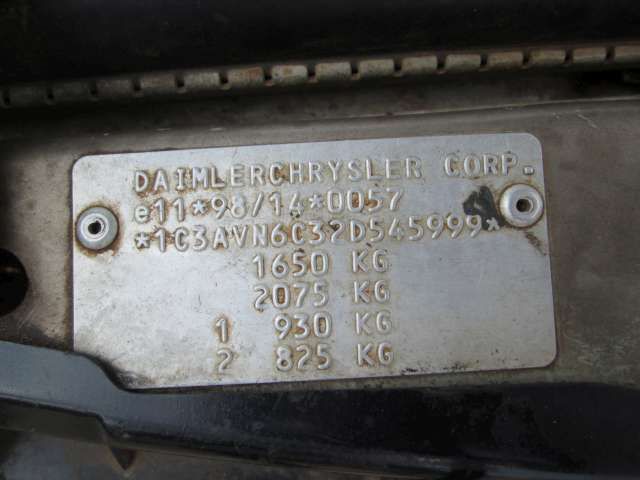 DAIMLERCHRYSLER CORP.
e11*98/14*0057
*1C3AVN6C32D545999*
1650 KG
2075 KG
1 930 KG
2 825 KG